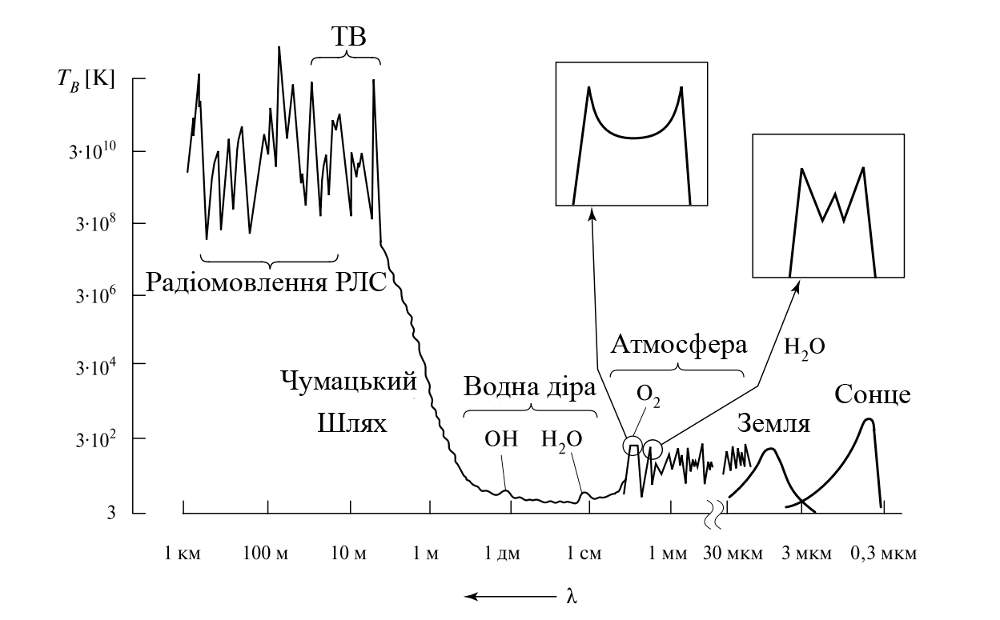 ТВ
T_B [K]
3·10^10
3·10^8
3·10^6
3·10^4
3·10^2
3
Радіомовлення РЛС
Чумацький
Шлях
Водна діра
OH
H₂O
Атмосфера
O₂
H₂O
Земля
Сонце
1 км
100 м
10 м
1 м
1 дм
1 см
1 мм
30 мкм
3 мкм
0,3 мкм
λ